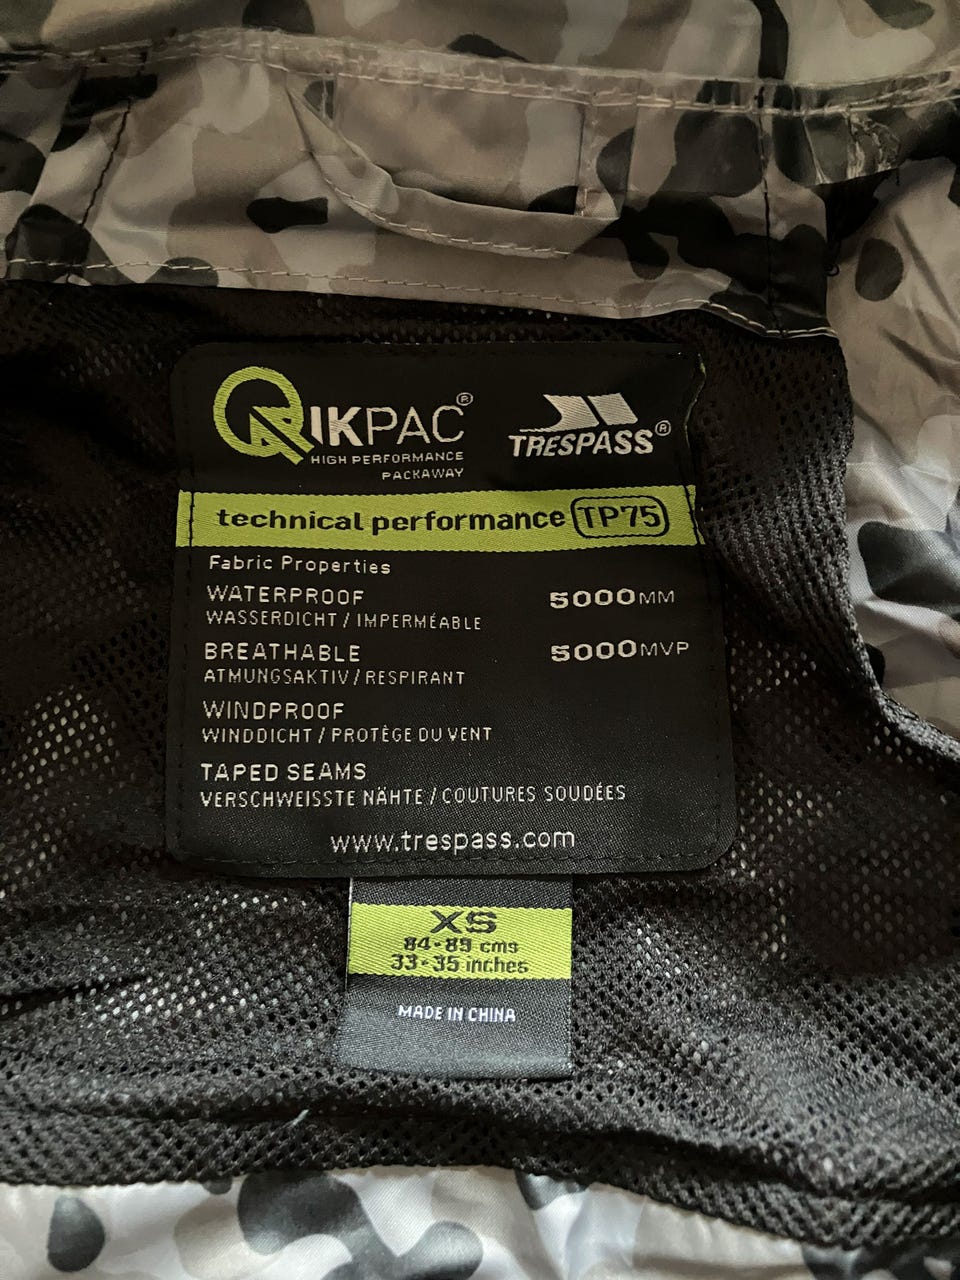 QIKPAC®
HIGH PERFORMANCE
PACKAWAY
TRESPASS®
technical performance TP75
Fabric Properties
WATERPROOF 5000MM
WASSERDICHT / IMPERMÉABLE
BREATHABLE 5000MVP
ATMUNGSAKTIV / RESPIRANT
WINDPROOF
WINDDICHT / PROTÈGE DU VENT
TAPED SEAMS
VERSCHWEISSTE NÄHTE / COUTURES SOUDÉES
www.trespass.com
XS
84-89 cms
33-35 inches
MADE IN CHINA